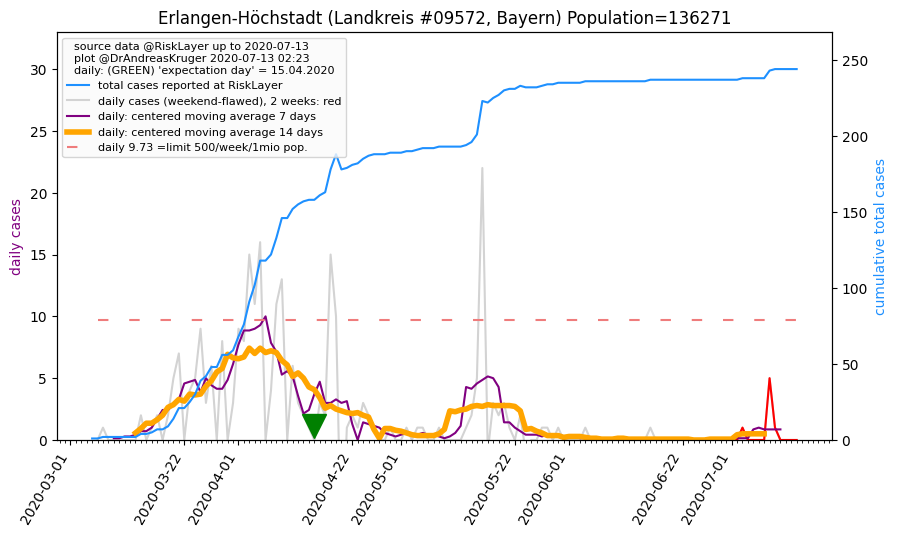 Erlangen-Höchstadt (Landkreis #09572, Bayern) Population=136271
source data @RiskLayer up to 2020-07-13
plot @DrAndreasKruger 2020-07-13 02:23
daily: (GREEN) 'expectation day' = 15.04.2020
total cases reported at RiskLayer
daily cases (weekend-flawed), 2 weeks: red
daily: centered moving average 7 days
daily: centered moving average 14 days
daily 9.73 =limit 500/week/1mio pop.
daily cases
30
25
20
15
10
5
0
cumulative total cases
250
200
150
100
50
0
2020-03-01
2020-03-22
2020-04-01
2020-04-22
2020-05-01
2020-05-22
2020-06-01
2020-06-22
2020-07-01